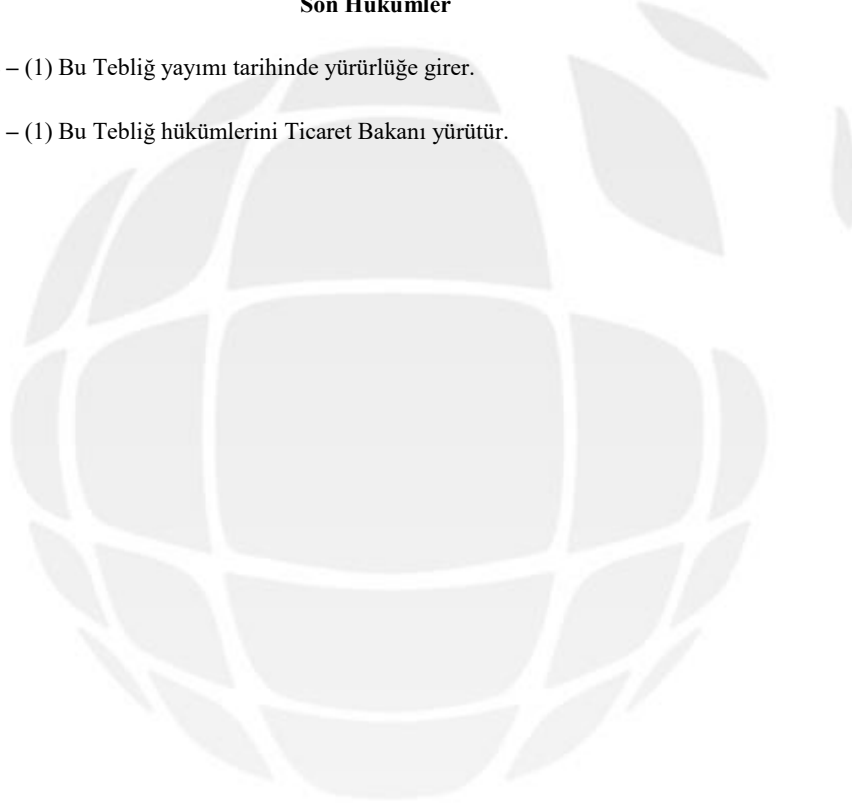 Son Hükümler
– (1) Bu Tebliğ yayımı tarihinde yürürlüğe girer.
– (1) Bu Tebliğ hükümlerini Ticaret Bakanı yürütür.